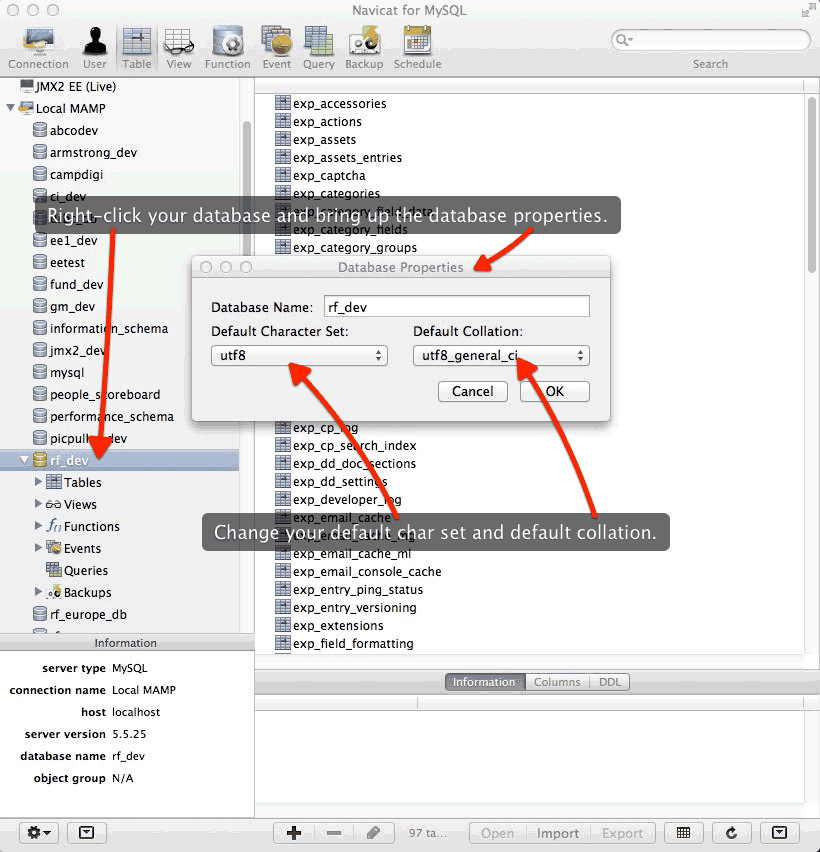 Navicat for MySQL
Connection User Table View Function Event Query Backup Schedule
Search
JMX2 EE (Live)
Local MAMP
abcodev
armstrong_dev
campdigi
ci_dev
ee1_dev
eetest
fund_dev
gm_dev
information_schema
jmx2_dev
mysql
people_scoreboard
performance_schema
rf_dev
Tables
Views
Functions
Events
Queries
Backups
rf_europe_db
exp_accessories
exp_actions
exp_assets
exp_assets_entries
exp_captcha
exp_categories
exp_category_field_data
exp_category_fields
exp_category_groups
Right-click your database and bring up the database properties.
Database Properties
Database Name: rf_dev
Default Character Set: Default Collation:
utf8 utf8_general_ci
Cancel OK
exp_cp_log
exp_cp_search_index
exp_dd_doc_sections
exp_dd_settings
exp_developer_log
exp_email_cache
Change your default char set and default collation.
exp_email_cache_ml
exp_email_console_cache
exp_entry_ping_status
exp_entry_versioning
exp_extensions
exp_field_formatting
Information
server type MySQL
connection name Local MAMP
host localhost
server version 5.5.25
database name rf_dev
object group N/A
Information Columns DDL
97 ta... Open Import Export